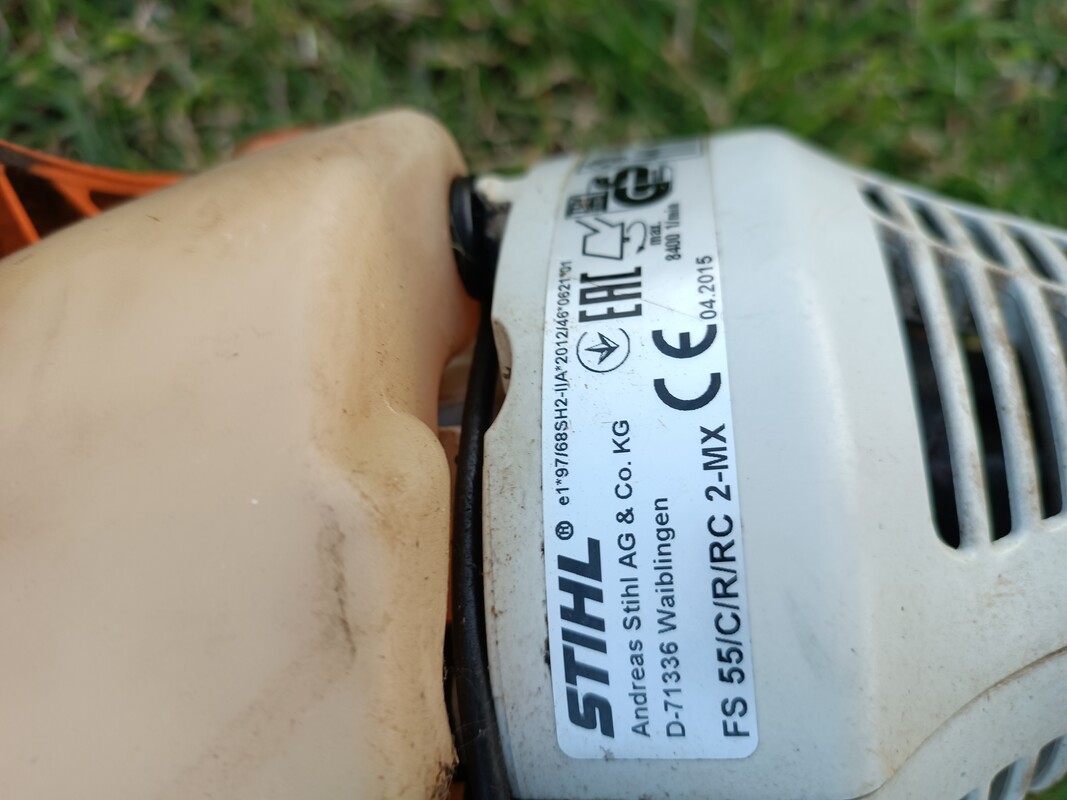 STIHL® e1*97/68SH2-IIA*2012/46*0621*01
Andreas Stihl AG & Co. KG
EAC
D-71336 Waiblingen
max.
8400 1/min
FS 55/C/R/RC 2-MX CE 04.2015